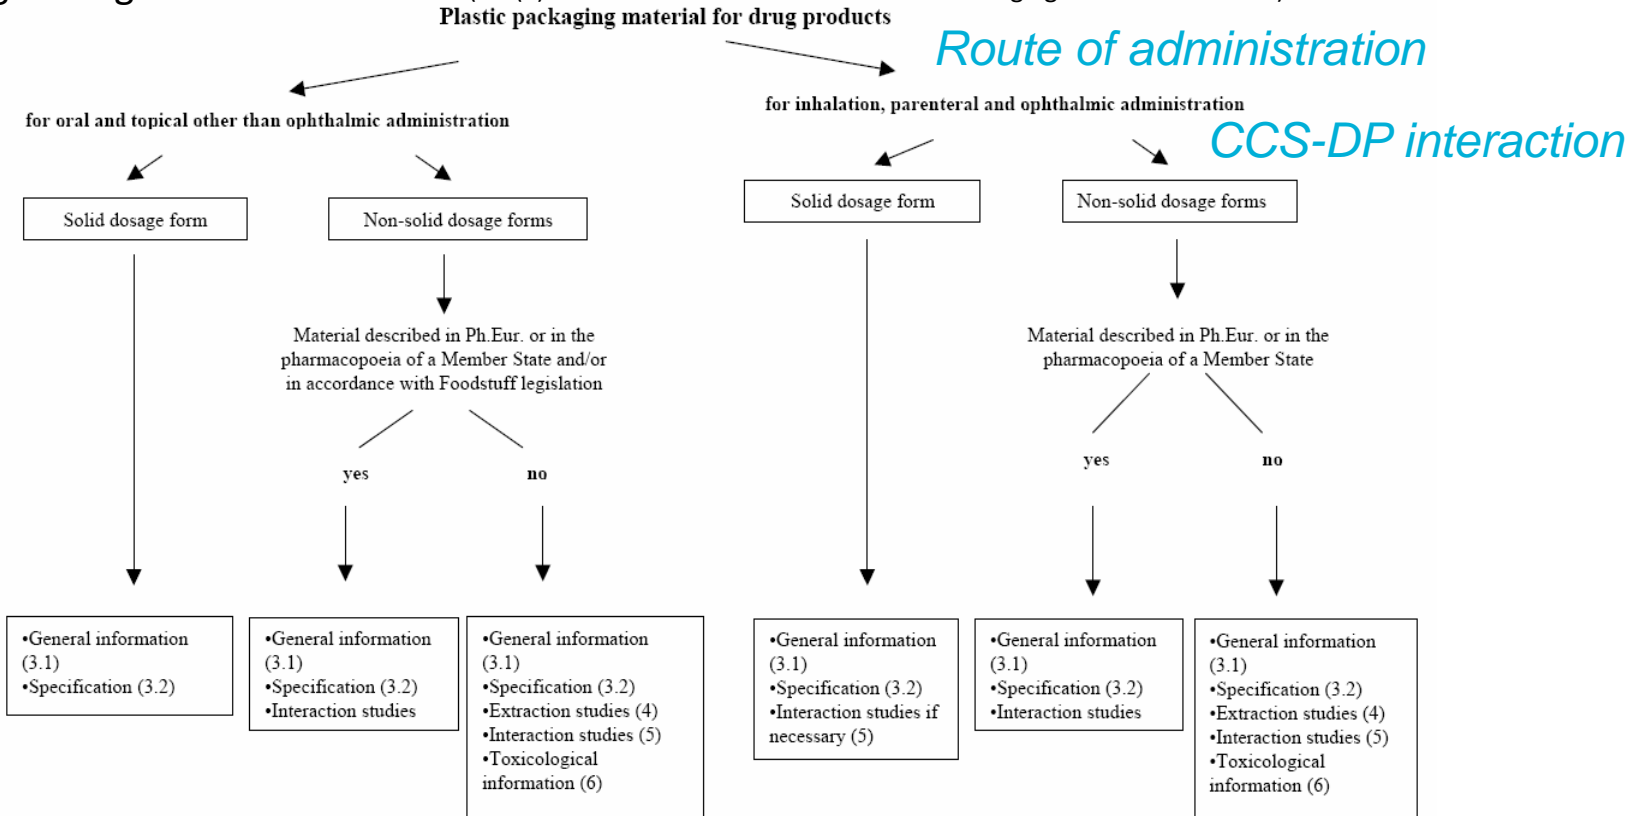 Plastic packaging material for drug products
Route of administration
for oral and topical other than ophthalmic administration
for inhalation, parenteral and ophthalmic administration
CCS-DP interaction
Solid dosage form
Non-solid dosage forms
Solid dosage form
Non-solid dosage forms
Material described in Ph.Eur. or in the
pharmacopoeia of a Member State and/or
in accordance with Foodstuff legislation
Material described in Ph.Eur. or in the
pharmacopoeia of a Member State
yes
no
yes
no
•General information
(3.1)
•Specification (3.2)
•General information
(3.1)
•Specification (3.2)
•Interaction studies
•General information
(3.1)
•Specification (3.2)
•Extraction studies (4)
•Interaction studies (5)
•Toxicological
information (6)
•General information
(3.1)
•Specification (3.2)
•Interaction studies if
necessary (5)
•General information
(3.1)
•Specification (3.2)
•Interaction studies
•General information
(3.1)
•Specification (3.2)
•Extraction studies (4)
•Interaction studies (5)
•Toxicological
information (6)